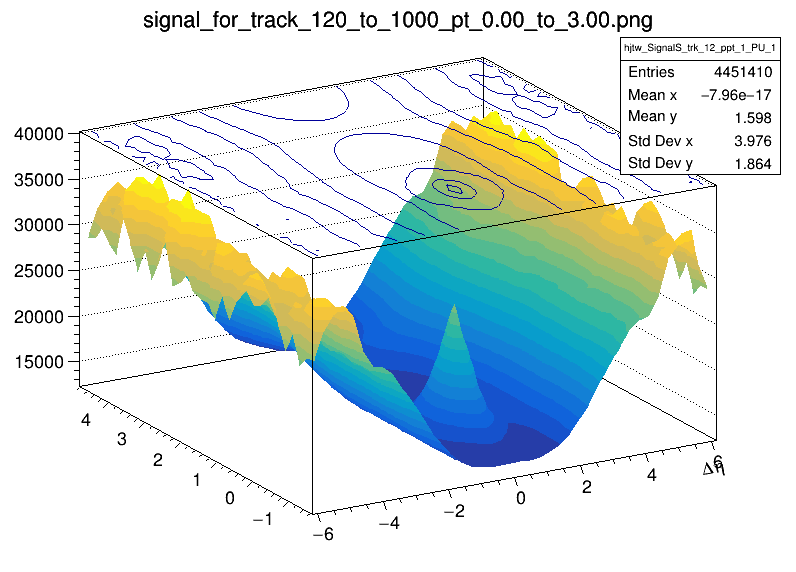 signal_for_track_120_to_1000_pt_0.00_to_3.00.png
hjtw_SignalS_trk_12_ppt_1_PU_1
Entries 4451410
Mean x −7.96e−17
Mean y 1.598
Std Dev x 3.976
Std Dev y 1.864
40000
35000
30000
25000
20000
15000
4
3
2
1
0
−1
−6
−4
−2
0
2
4
6
Δη